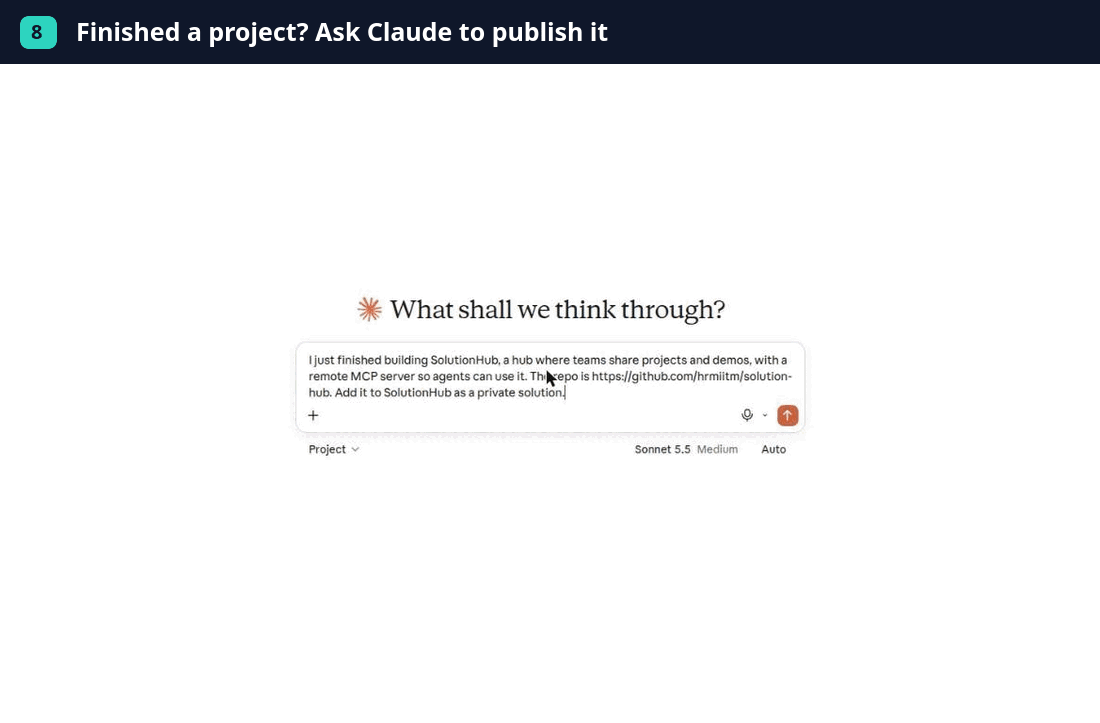 8 Finished a project? Ask Claude to publish it
What shall we think through?
I just finished building SolutionHub, a hub where teams share projects and demos, with a
remote MCP server so agents can use it. The repo is https://github.com/hrmiitm/solution-
hub. Add it to SolutionHub as a private solution.
Project
Sonnet 5.5 Medium Auto